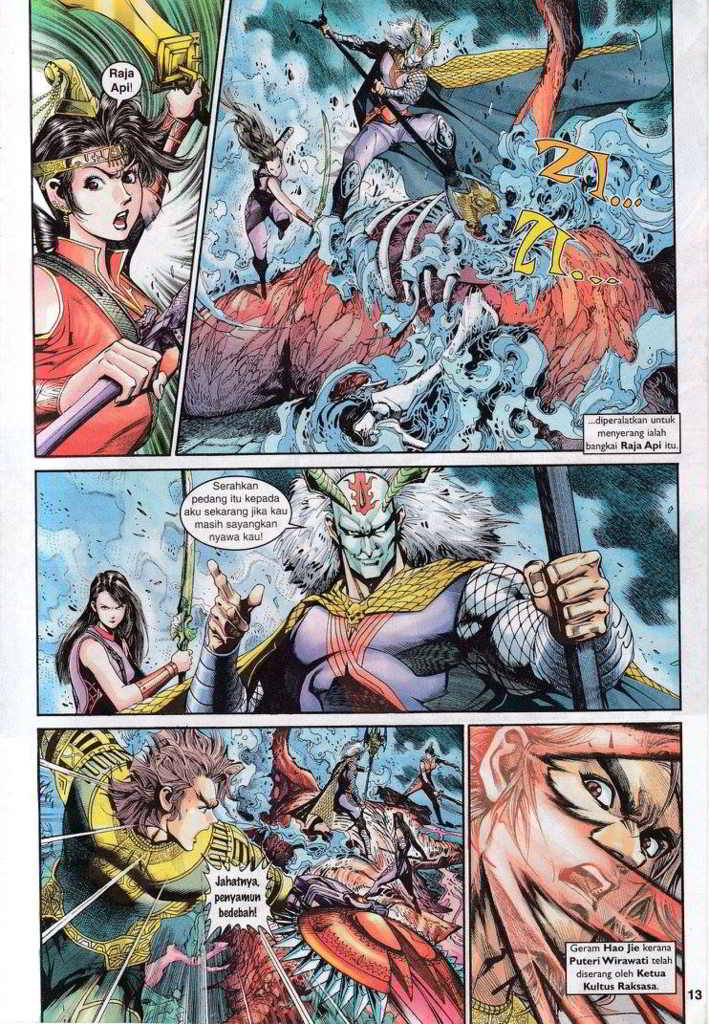 Raja
Api!
ZI...
ZI...
...diperalatkan untuk
menyerang ialah
bangkai Raja Api itu.
Serahkan
pedang itu kepada
aku sekarang jika kau
masih sayangkan
nyawa kau!
Jahatnya,
penyamun
bedebah!
Geram Hao Jie kerana
Puteri Wirawati telah
diserang oleh Ketua
Kultus Raksasa.
13